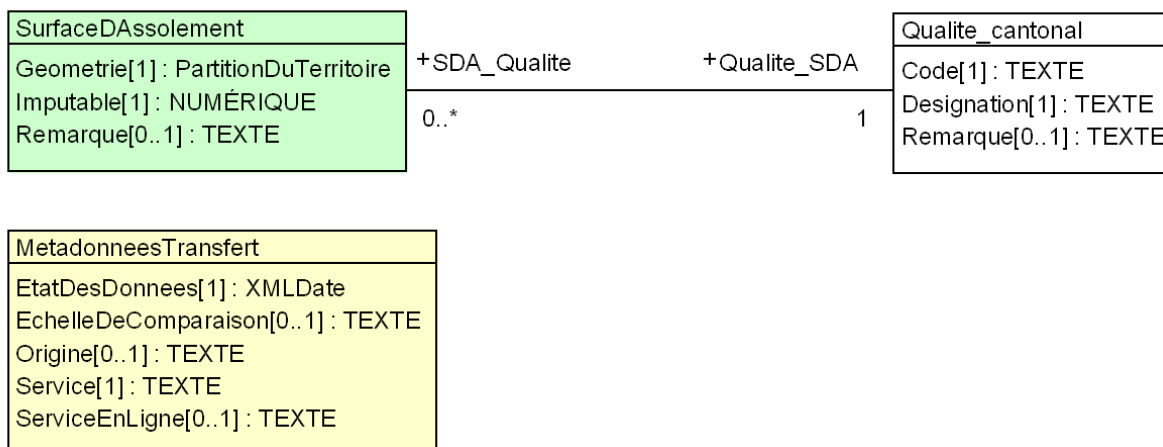 SurfaceDAssolement
Geometrie[1] : PartitionDuTerritoire
Imputable[1] : NUMÉRIQUE
Remarque[0..1] : TEXTE
+SDA_Qualite
+Qualite_SDA
0..*
1
Qualite_cantonal
Code[1] : TEXTE
Designation[1] : TEXTE
Remarque[0..1] : TEXTE
MetadonneesTransfert
EtatDesDonnees[1] : XMLDate
EchelleDeComparaison[0..1] : TEXTE
Origine[0..1] : TEXTE
Service[1] : TEXTE
ServiceEnLigne[0..1] : TEXTE